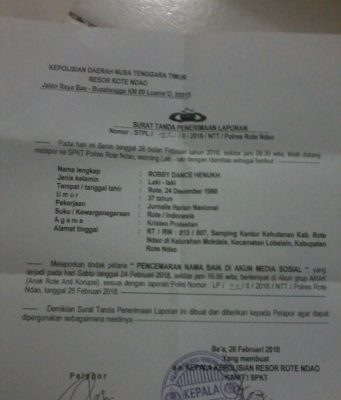 KEPOLISIAN DAERAH NUSA TENGGARA TIMUR
RESOR ROTE NDAO
Jalan Raya Baa - Busalangga KM 09
SURAT TANDA PENERIMAAN LAPORAN
Nomor : STPL / / II / 2018 / NTT / Polres Rote Ndao
--- Pada hari ini Senin tanggal 26 bulan Februari tahun 2018, sekitar jam 08.30 wita, telah datang
melapor ke SPKT Polres Rote Ndao, seorang Laki - laki dengan identitas sebagai berikut
Nama lengkap : ROBBY DANCE HENUKH
Jenis kelamin : Laki - laki
Tempat / tanggal lahir : Rote, 24 Desember
U m u r : 37 tahun
Pekerjaan : Jurnalis Harian Nasional
Suku / Kewarganegaraan : Rote / Indonesia
A g a m a : Kristen Protestan
Alamat tinggal : RT / RW : 013 / 007, Samping Kantor Kehutanan Kab. Rote
Ndao di Kelurahan Mokdale, Kecamatan Lobalain, Kabupaten
Rote Ndao
--- Melaporkan tindak pidana " PENCEMARAN NAMA BAIK DI AKUN MEDIA SOSIAL ", yang
terjadi pada hari Sabtu tanggal 24 Februari 2018, sekitar jam 16.56 wita, bertempat di Akun grup ARAK
(Anak Rote Anti Korupsi), sesuai dengan laporan Polisi Nomor : LP / / II / 2018 / NTT / Polres Rote
Ndao, tanggal 26 Februari 2018.
--- Demikian Surat Tanda Penerimaan Laporan ini dibuat dan diberikan kepada Pelapor agar dapat
dipergunakan sebagaimana mestinya.
Ba'a, 26 Februari 2018
Yang membuat
a.n KEPALA KEPOLISIAN RESOR ROTE NDAO
KANIT I SPKT
Pelapor
KEPALA